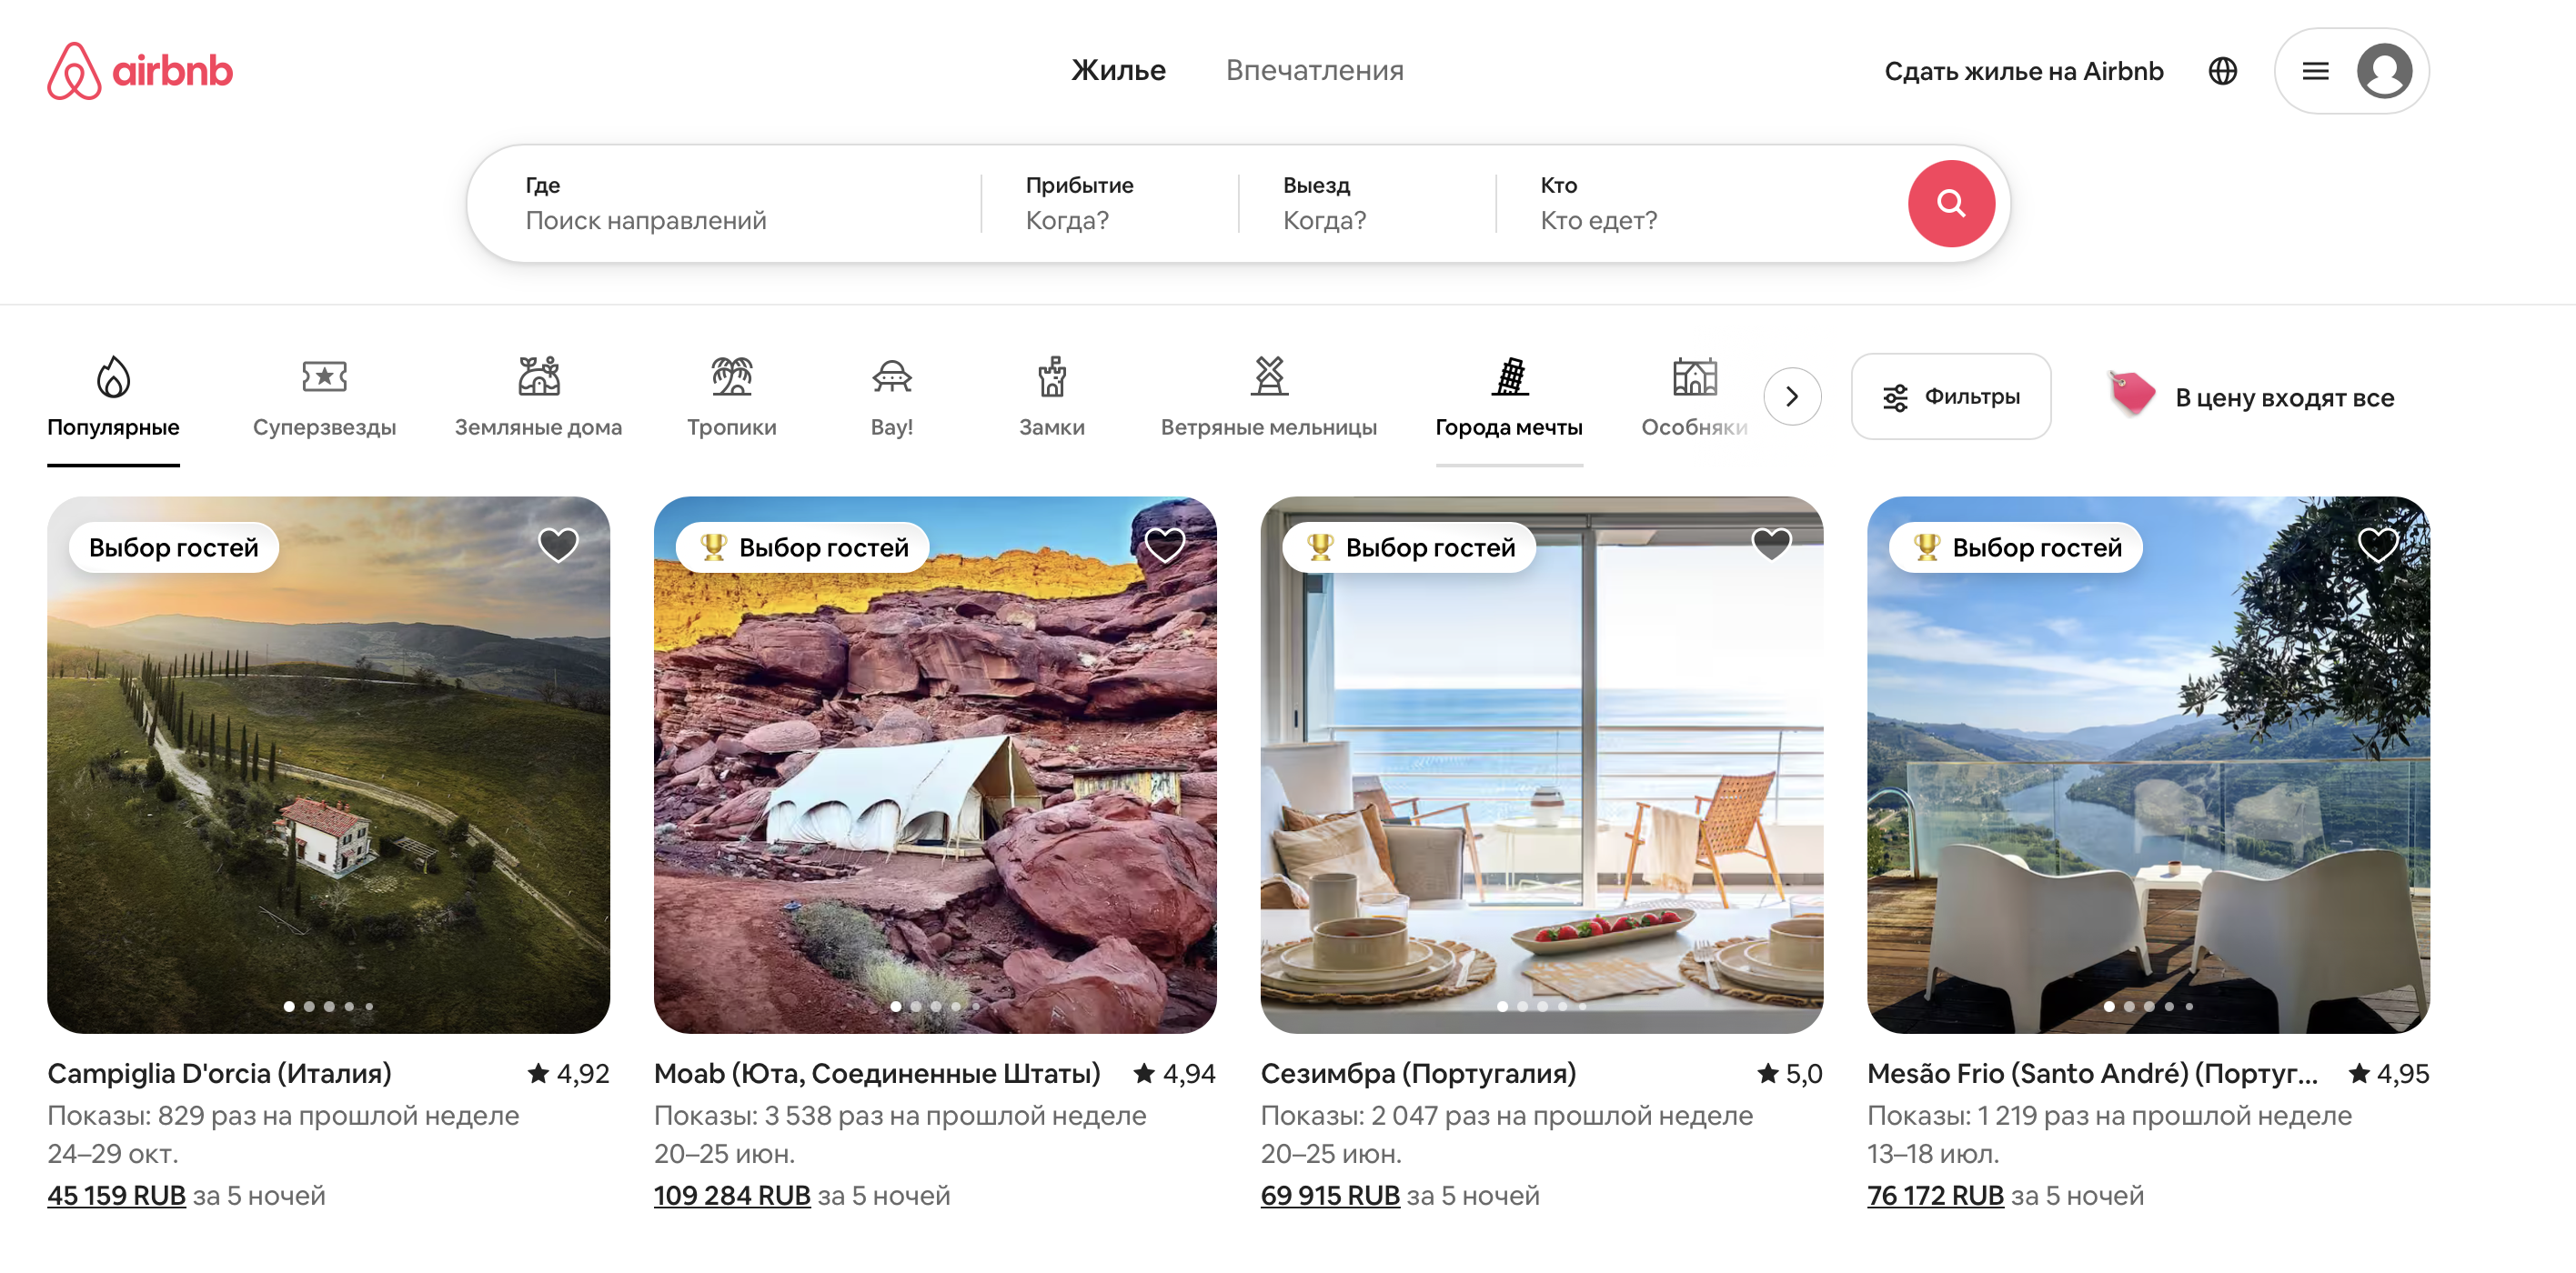 airbnb
Жилье
Впечатления
Сдать жилье на Airbnb
Где
Поиск направлений
Прибытие
Когда?
Выезд
Когда?
Кто
Кто едет?
Популярные
Суперзвезды
Земляные дома
Тропики
Вау!
Замки
Ветряные мельницы
Города мечты
Особняки
Фильтры
В цену входят все
Выбор гостей
Campiglia D'orcia (Италия)
4,92
Показы: 829 раз на прошлой неделе
24–29 окт.
45 159 RUB за 5 ночей
Выбор гостей
Moab (Юта, Соединенные Штаты)
4,94
Показы: 3 538 раз на прошлой неделе
20–25 июн.
109 284 RUB за 5 ночей
Выбор гостей
Сезимбра (Португалия)
5,0
Показы: 2 047 раз на прошлой неделе
20–25 июн.
69 915 RUB за 5 ночей
Выбор гостей
Mesão Frio (Santo André) (Португ...
4,95
Показы: 1 219 раз на прошлой неделе
13–18 июл.
76 172 RUB за 5 ночей